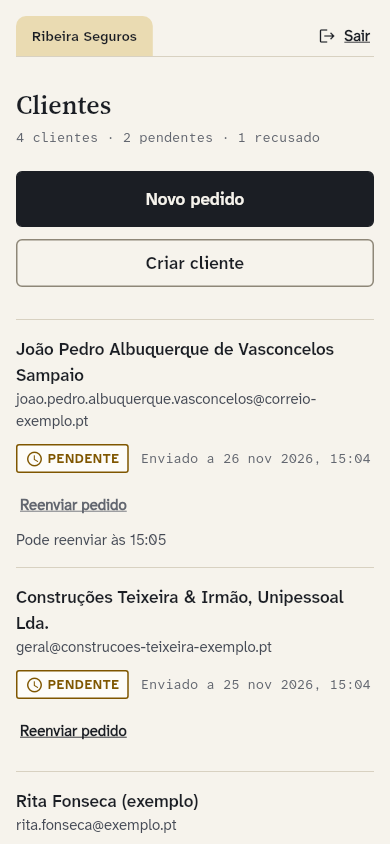 Ribeira Seguros
Sair
Clientes
4 clientes · 2 pendentes · 1 recusado
Novo pedido
Criar cliente
João Pedro Albuquerque de Vasconcelos
Sampaio
joao.pedro.albuquerque.vasconcelos@correio-
exemplo.pt
PENDENTE Enviado a 26 nov 2026, 15:04
Reenviar pedido
Pode reenviar às 15:05
Construções Teixeira & Irmão, Unipessoal
Lda.
geral@construcoes-teixeira-exemplo.pt
PENDENTE Enviado a 25 nov 2026, 15:04
Reenviar pedido
Rita Fonseca (exemplo)
rita.fonseca@exemplo.pt